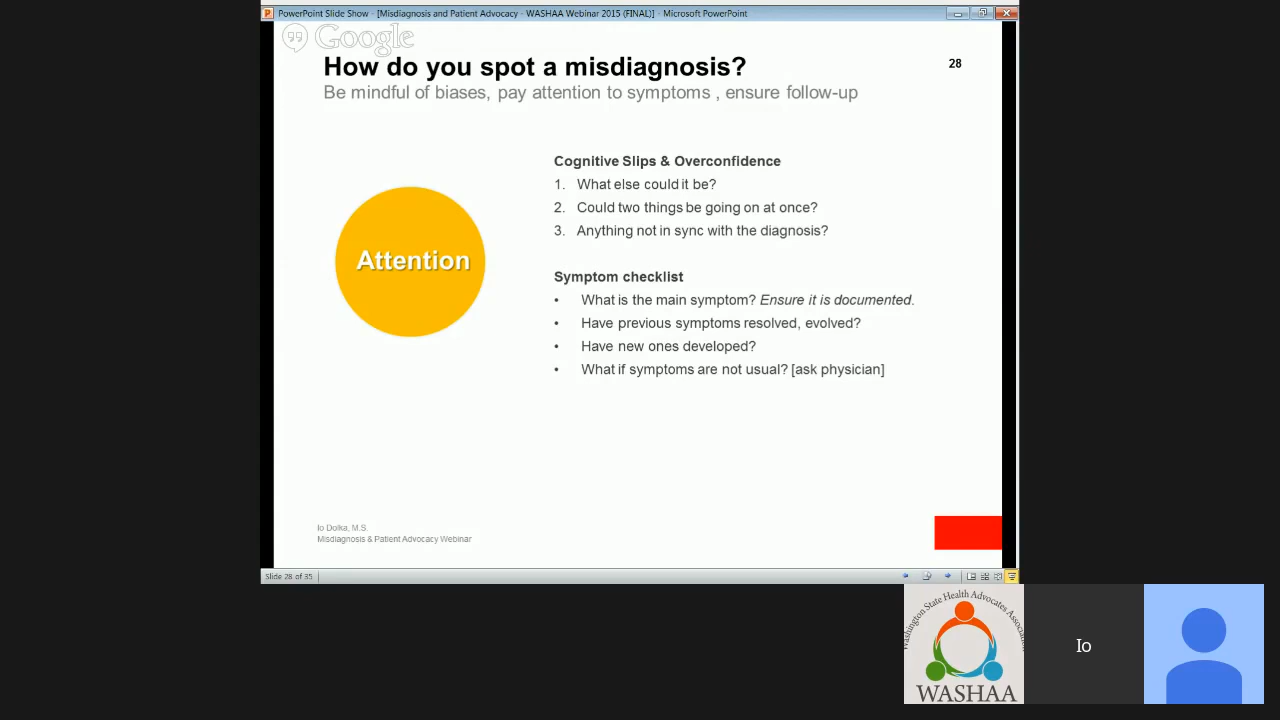 PowerPoint Slide Show - [Misdiagnosis and Patient Advocacy - WASHAA Webinar 2015 (FINAL)] - Microsoft PowerPoint
Google
How do you spot a misdiagnosis?
28
Be mindful of biases, pay attention to symptoms , ensure follow-up
Attention
Cognitive Slips & Overconfidence
1. What else could it be?
2. Could two things be going on at once?
3. Anything not in sync with the diagnosis?
Symptom checklist
• What is the main symptom? Ensure it is documented.
• Have previous symptoms resolved, evolved?
• Have new ones developed?
• What if symptoms are not usual? [ask physician]
Io Dolka, M.S.
Misdiagnosis & Patient Advocacy Webinar
Slide 28 of 35
Washington State Health Advocates Association
WASHAA
Io